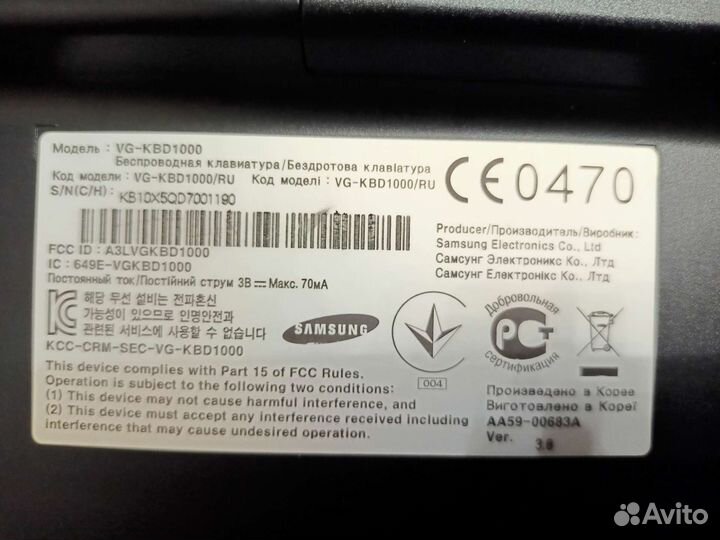 Модель : VG-KBD1000
Беспроводная клавиатура/Бездротова клавіатура
Код модели : VG-KBD1000/RU Код моделі : VG-KBD1000/RU
S/N(C/H): KB10X5QD7001190
CE0470
FCC ID : A3LVGKBD1000
IC : 649E-VGKBD1000
Постоянный ток/Постійний струм 3В Макс. 70мА
Producer/Производитель/Виробник:
Samsung Electronics Co., Ltd
Самсунг Электроникс Ко., Лтд
Самсунг Електронікс Ко., Лтд
해당 무선 설비는 전파혼신
가능성이 있으므로 인명안전과
관련된 서비스에 사용할 수 없습니다
KCC-CRM-SEC-VG-KBD1000
SAMSUNG
004
Добровольная
РСТ
сертификация
This device complies with Part 15 of FCC Rules.
Operation is subject to the following two conditions:
(1) This device may not cause harmful interference, and
(2) This device must accept any interference received including
interference that may cause undesired operation.
Произведено в Корее
Виготовлено в Кореї
AA59-00683A
Ver. 3.8
Avito